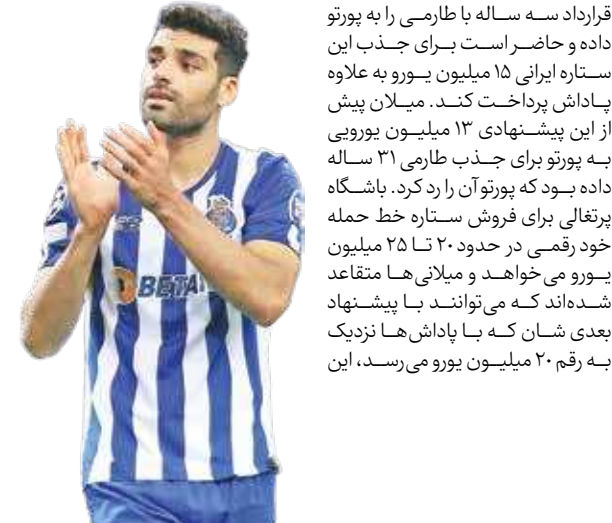 قرارداد سه ساله با طارمی را به پورتو
داده و حاضر است برای جذب این
ستاره ایرانی ۱۵ میلیون یورو به علاوه
پاداش پرداخت کند. میلان پیش
از این پیشنهادی ۱۳ میلیون یورویی
به پورتو برای جذب طارمی ۳۱ ساله
داده بود که پورتو آن را رد کرد. باشگاه
پرتغالی برای فروش ستاره خط حمله
خود رقمی در حدود ۲۰ تا ۲۵ میلیون
یورو می‌خواهد و میلانی‌ها متقاعد
شده‌اند که می‌توانند با پیشنهاد
بعدی شان که با پاداش‌ها نزدیک
به رقم ۲۰ میلیون یورو می‌رسد، این
BETA